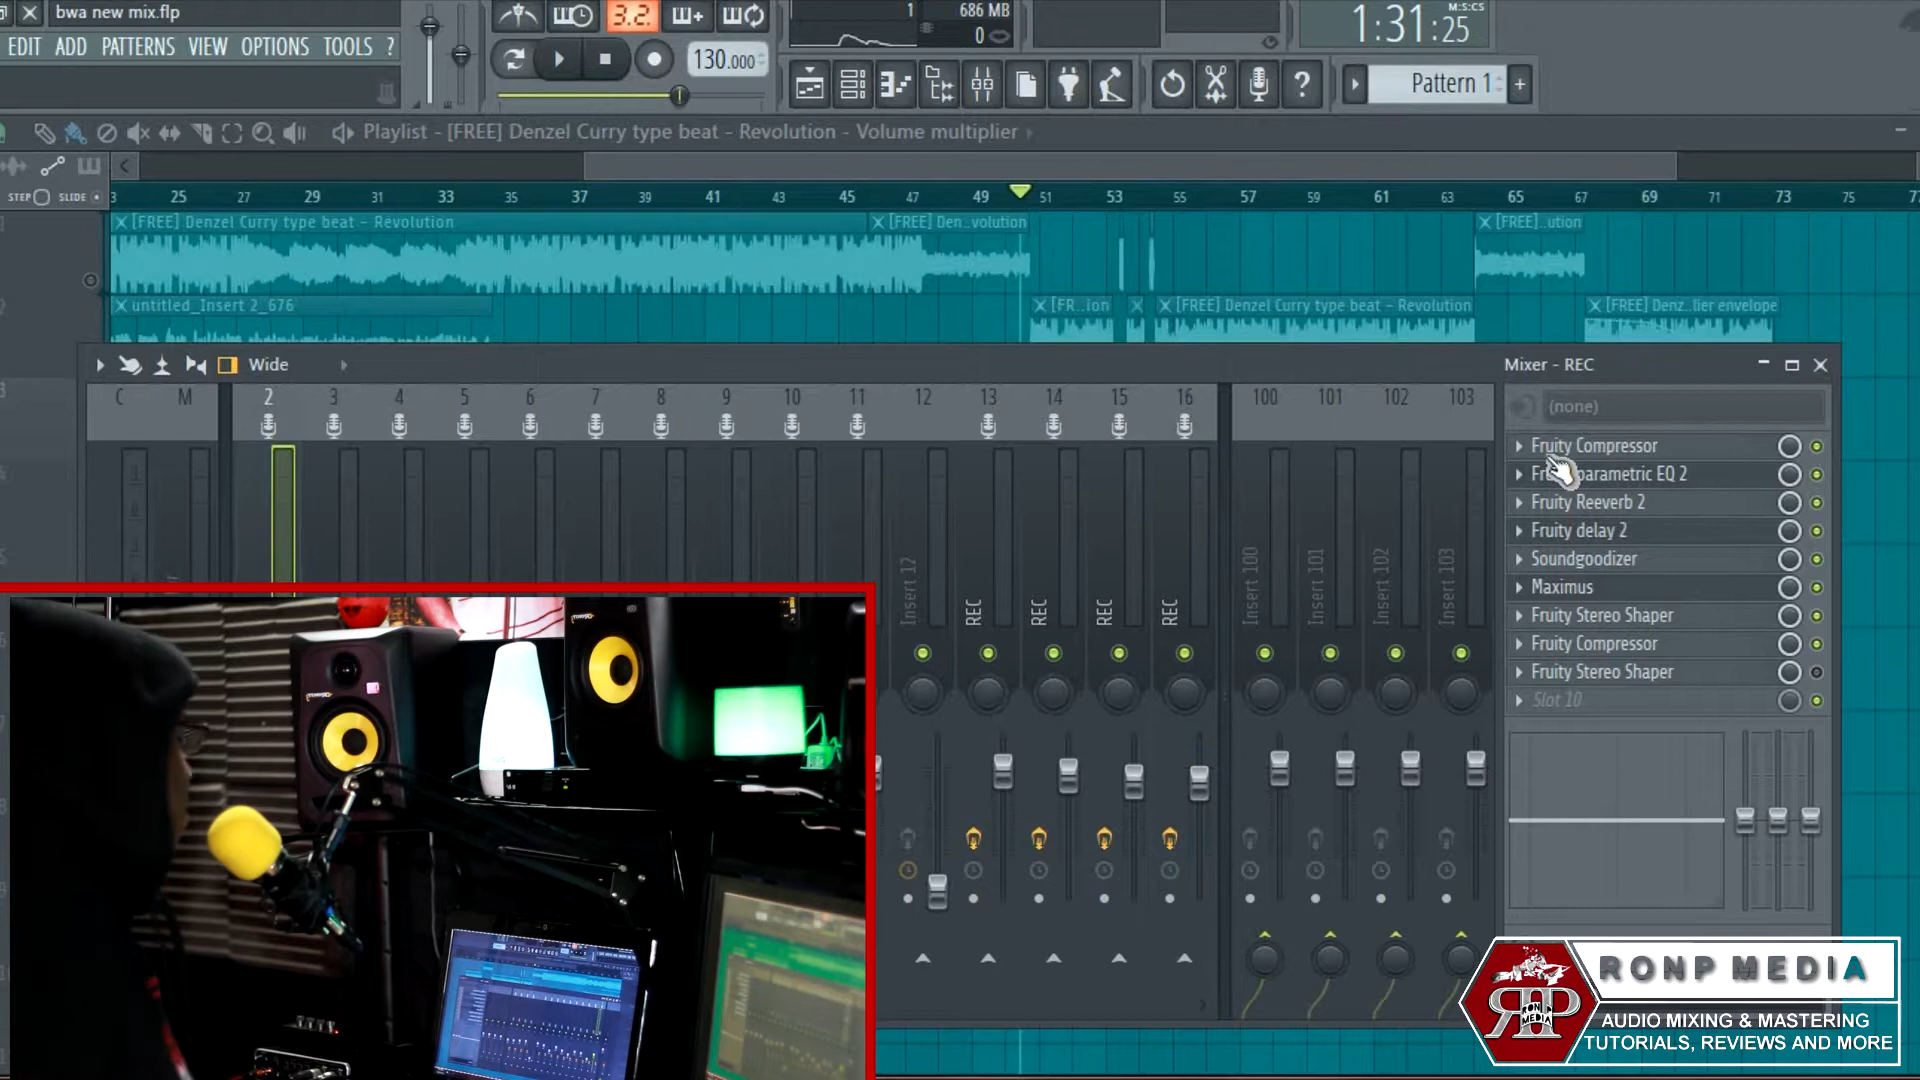 bwa new mix.flp
EDIT ADD PATTERNS VIEW OPTIONS TOOLS ?
3.2.
130.000
1
686 MB
0
M:S:CS
1:31:25
Pattern 1
Playlist - [FREE] Denzel Curry type beat - Revolution - Volume multiplier
STEP SLIDE
3 25 27 29 31 33 35 37 39 41 43 45 47 49 51 53 55 57 59 61 63 65 67 69 71 73 75 77
[FREE] Denzel Curry type beat - Revolution
[FREE] Den..volution
[FREE]..ution
untitled_Insert 2_676
[FR..ion
[FREE] Denzel Curry type beat - Revolution
[FREE] Denz..lier envelope
Wide
Mixer - REC
C M 2 3 4 5 6 7 8 9 10 11 12 13 14 15 16 100 101 102 103
(none)
Fruity Compressor
Fruity parametric EQ 2
Fruity Reeverb 2
Fruity delay 2
Soundgoodizer
Maximus
Fruity Stereo Shaper
Fruity Compressor
Fruity Stereo Shaper
Slot 10
Insert 12
REC
REC
REC
REC
Insert 100
Insert 101
Insert 102
Insert 103
RONP MEDIA
AUDIO MIXING & MASTERING
TUTORIALS, REVIEWS AND MORE